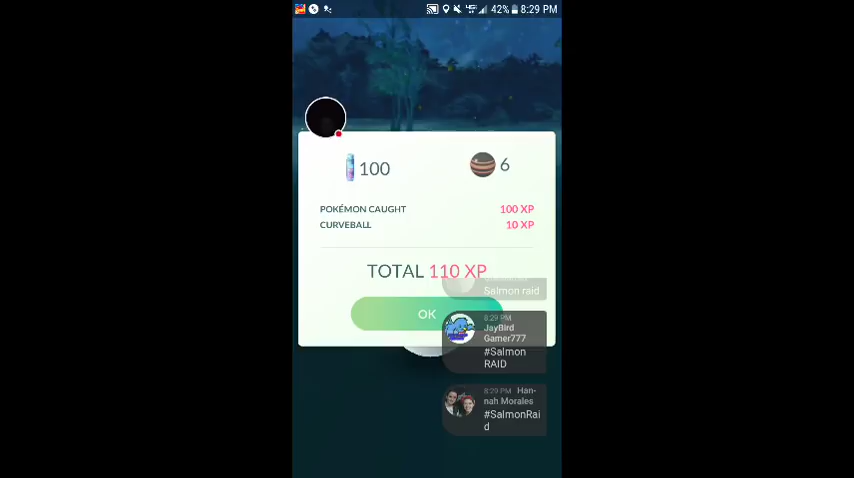 42% 8:29 PM
100
6
POKÉMON CAUGHT 100 XP
CURVEBALL 10 XP
TOTAL 110 XP
Salmon raid
OK
8:29 PM
JayBird
Gamer777
#Salmon
RAID
8:29 PM Han-
nah Morales
#SalmonRai
d